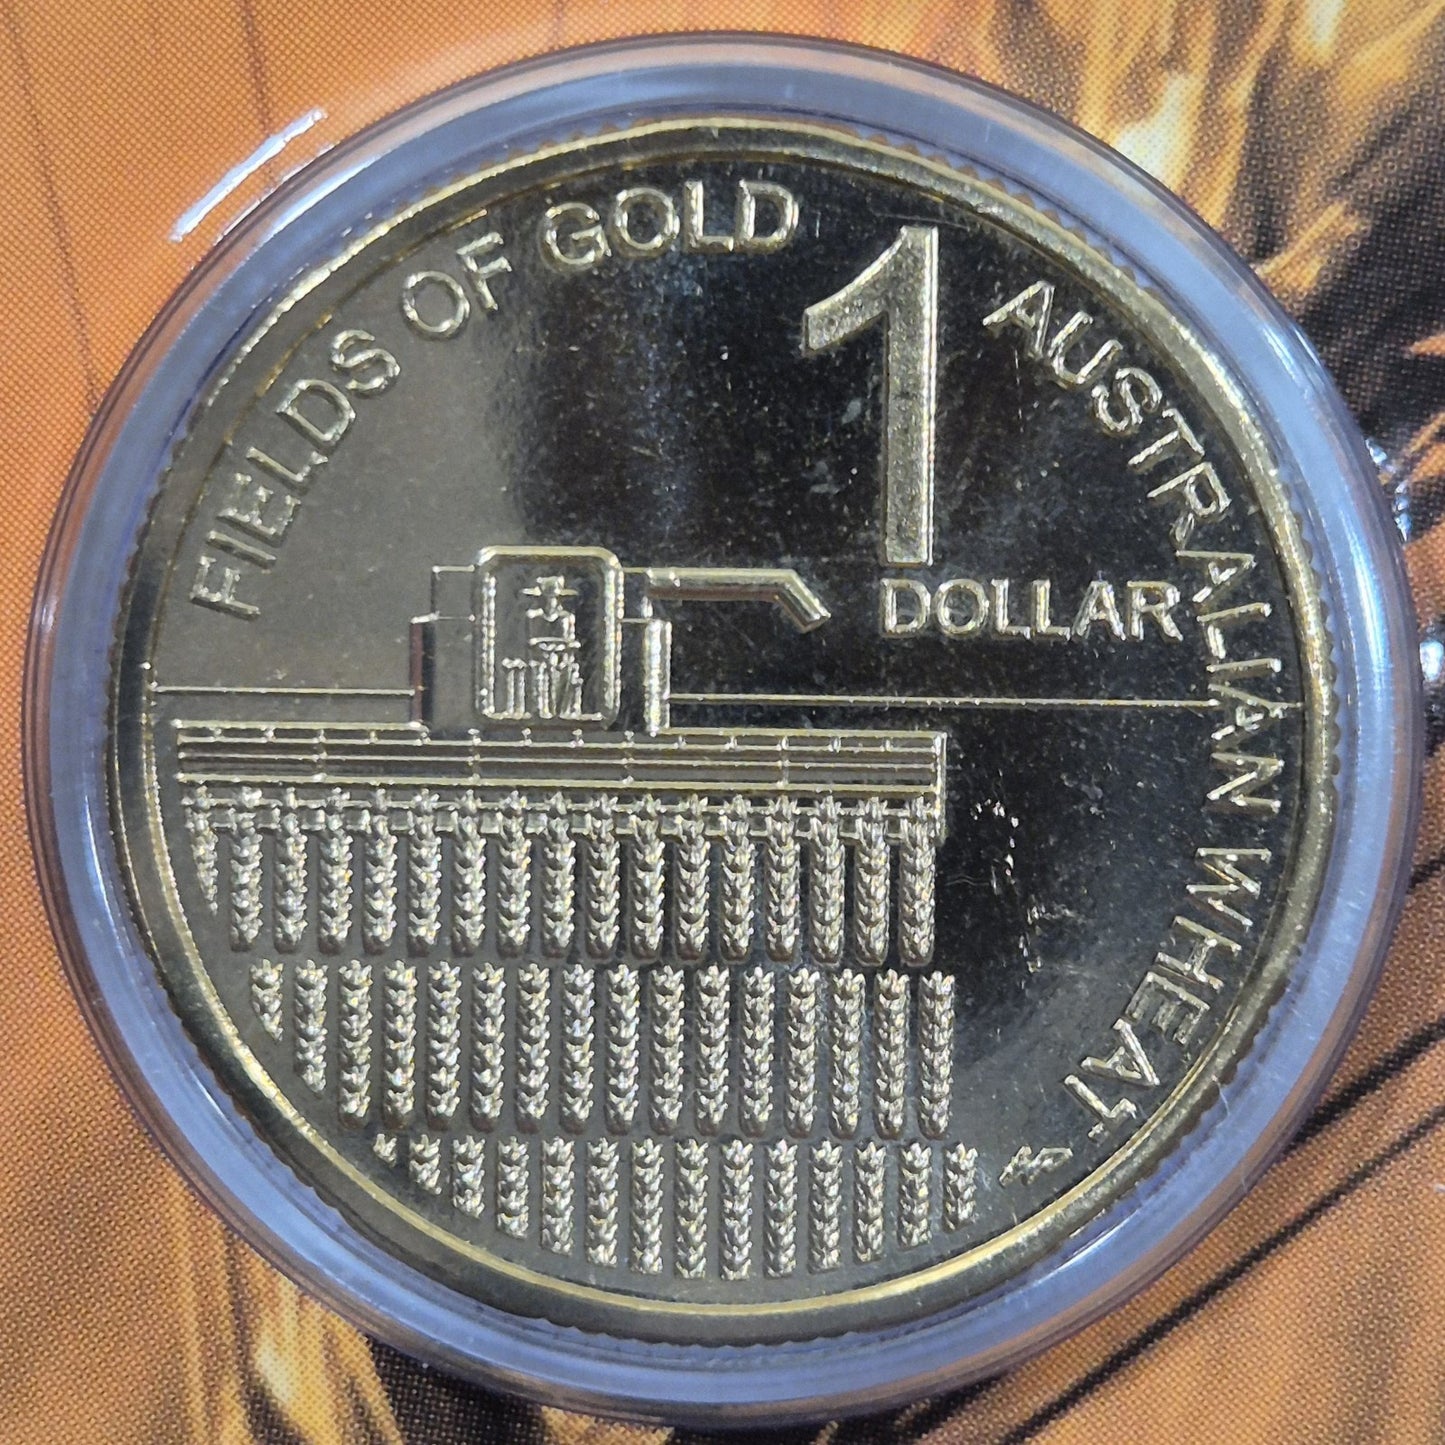 FIELDS OF GOLD
1
DOLLAR
AUSTRALIAN WHEAT